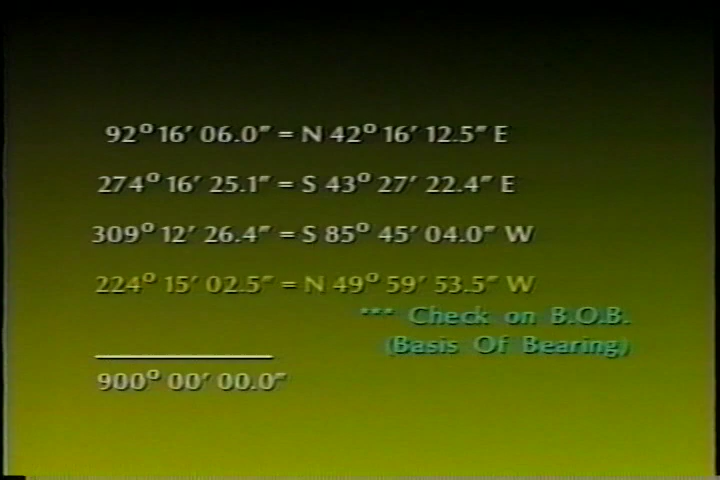 92° 16′ 06.0″ = N 42° 16′ 12.5″ E
274° 16′ 25.1″ = S 43° 27′ 22.4″ E
309° 12′ 26.4″ = S 85° 45′ 04.0″ W
224° 15′ 02.5″ = N 49° 59′ 53.5″ W
*** Check on B.O.B.
(Basis Of Bearing)
900° 00′ 00.0″